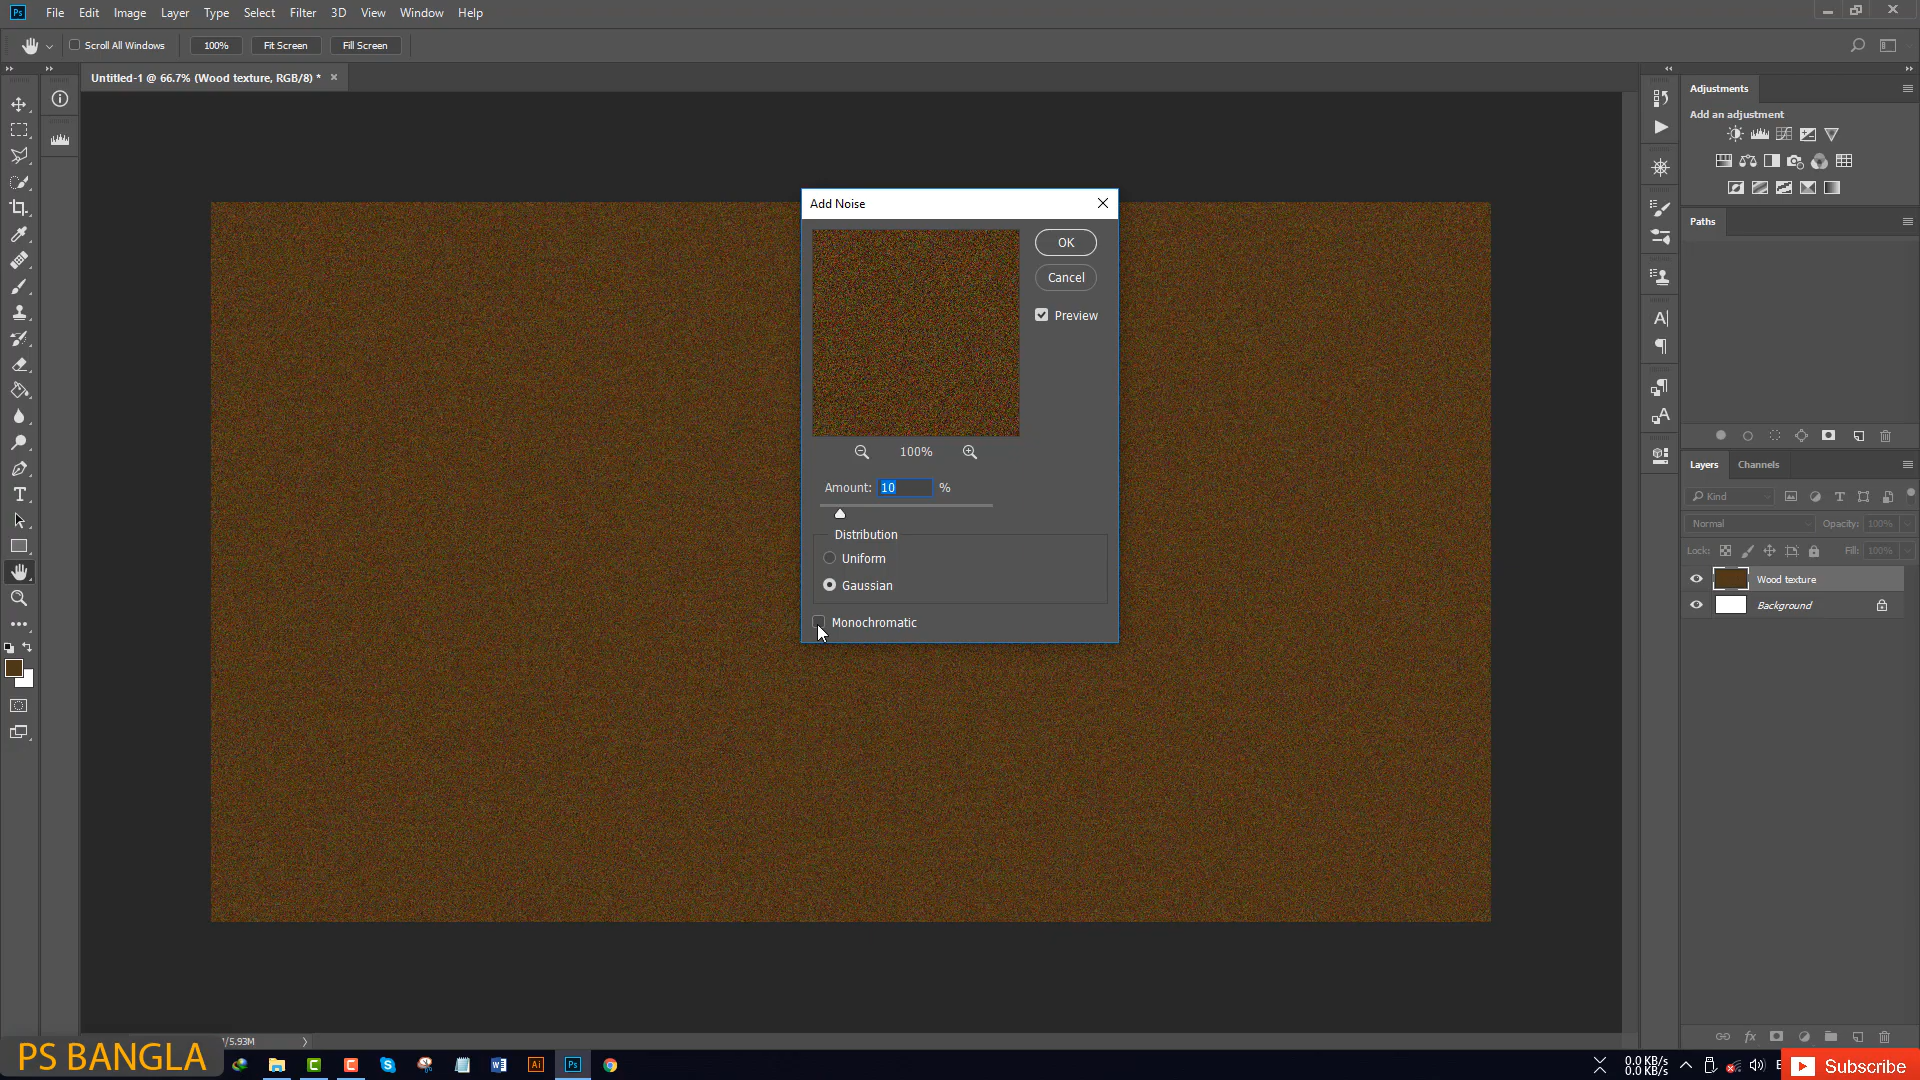 File Edit Image Layer Type Select Filter 3D View Window Help
Scroll All Windows 100% Fit Screen Fill Screen
Untitled-1 @ 66.7% (Wood texture, RGB/8) * ×
Adjustments
Add an adjustment
Paths
Add Noise
OK
Cancel
Preview
100%
Amount: 10 %
Distribution
Uniform
Gaussian
Monochromatic
Layers Channels
Kind
Normal Opacity: 100%
Lock: Fill: 100%
Wood texture
Background
/5.93M
PS BANGLA
0.0 KB/s
0.0 KB/s
Subscribe